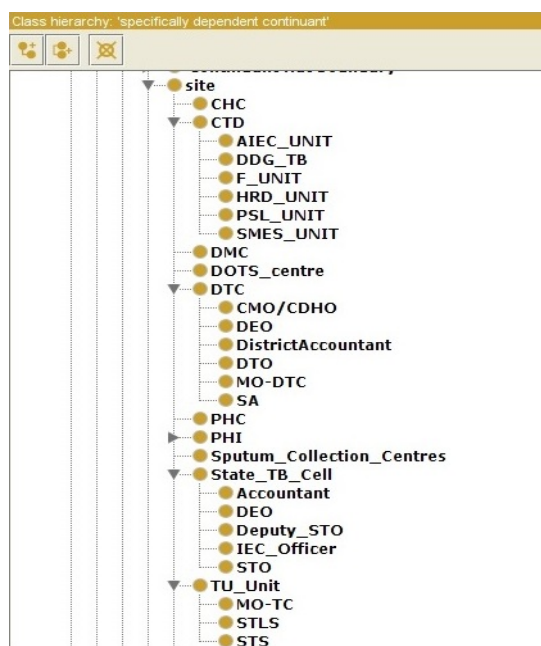 Class hierarchy: 'specifically dependent continuant'
site
CHC
CTD
AIEC_UNIT
DDG_TB
F_UNIT
HRD_UNIT
PSL_UNIT
SMES_UNIT
DMC
DOTS_centre
DTC
CMO/CDHO
DEO
DistrictAccountant
DTO
MO-DTC
SA
PHC
PHI
Sputum_Collection_Centres
State_TB_Cell
Accountant
DEO
Deputy_STO
IEC_Officer
STO
TU_Unit
MO-TC
STLS
STS